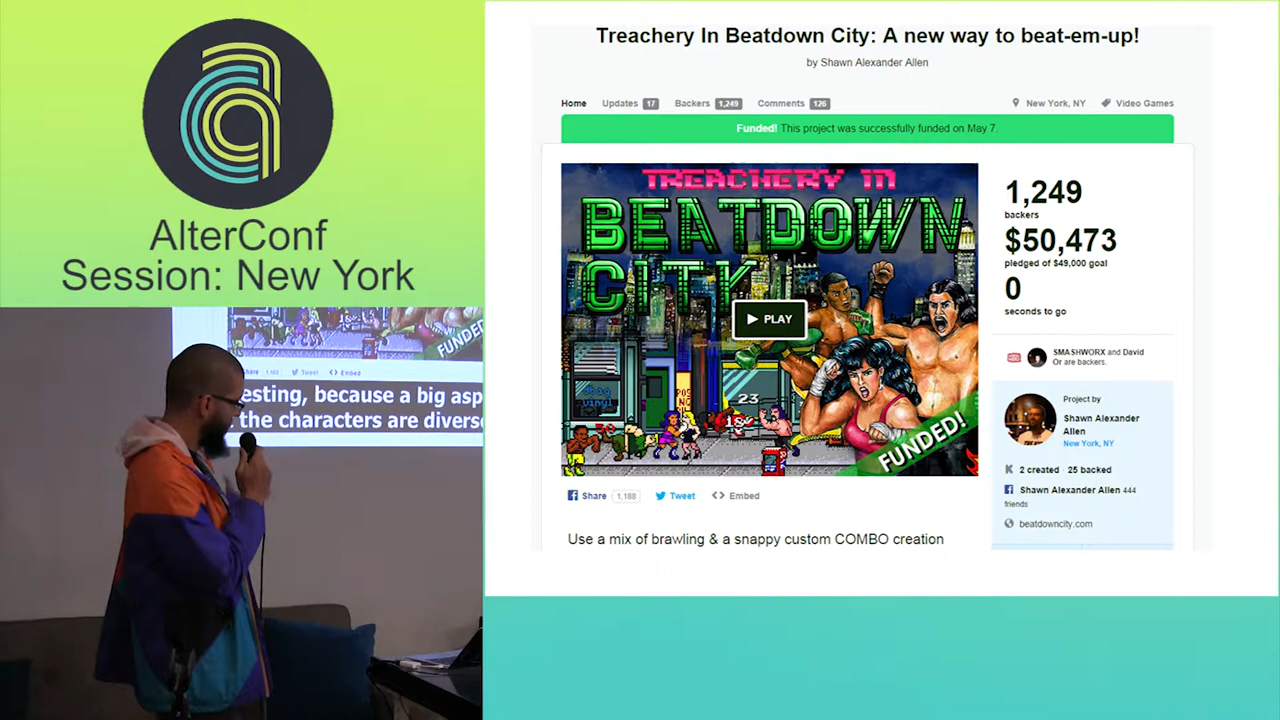 AlterConf
Session: New York
FUNDED
Tweet
Embed
esting, because a big asp
the characters are diverse
Treachery In Beatdown City: A new way to beat-em-up!
by Shawn Alexander Allen
Home Updates 17 Backers 1,249 Comments 126 New York, NY Video Games
Funded! This project was successfully funded on May 7.
TREACHERY IN
BEATDOWN
CITY
PLAY
23
FUNDED!
1,249
backers
$50,473
pledged of $49,000 goal
0
seconds to go
SMASHWORX and David
Or are backers.
Project by
Shawn Alexander
Allen
New York, NY
2 created · 25 backed
Shawn Alexander Allen 444
friends
beatdowncity.com
Share 1,188 Tweet Embed
Use a mix of brawling & a snappy custom COMBO creation